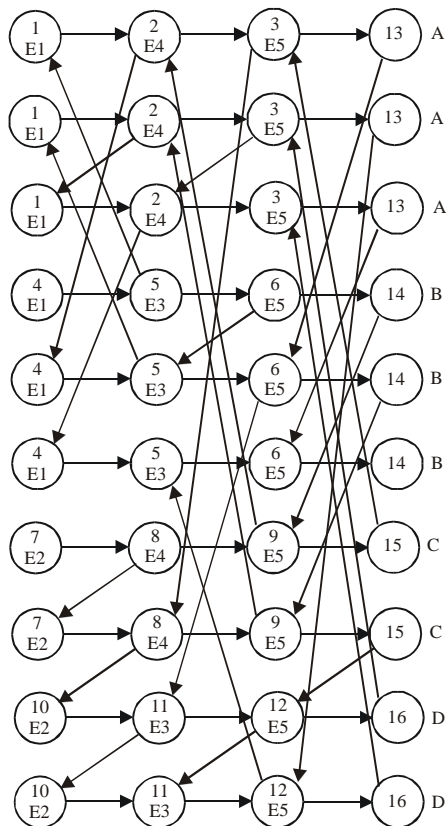 1 2 3 13 A
E1 E4 E5
1 2 3 13 A
E1 E4 E5
1 2 3 13 A
E1 E4 E5
4 5 6 14 B
E1 E3 E5
4 5 6 14 B
E1 E3 E5
4 5 6 14 B
E1 E3 E5
7 8 9 15 C
E2 E4 E5
7 8 9 15 C
E2 E4 E5
10 11 12 16 D
E2 E3 E5
10 11 12 16 D
E2 E3 E5